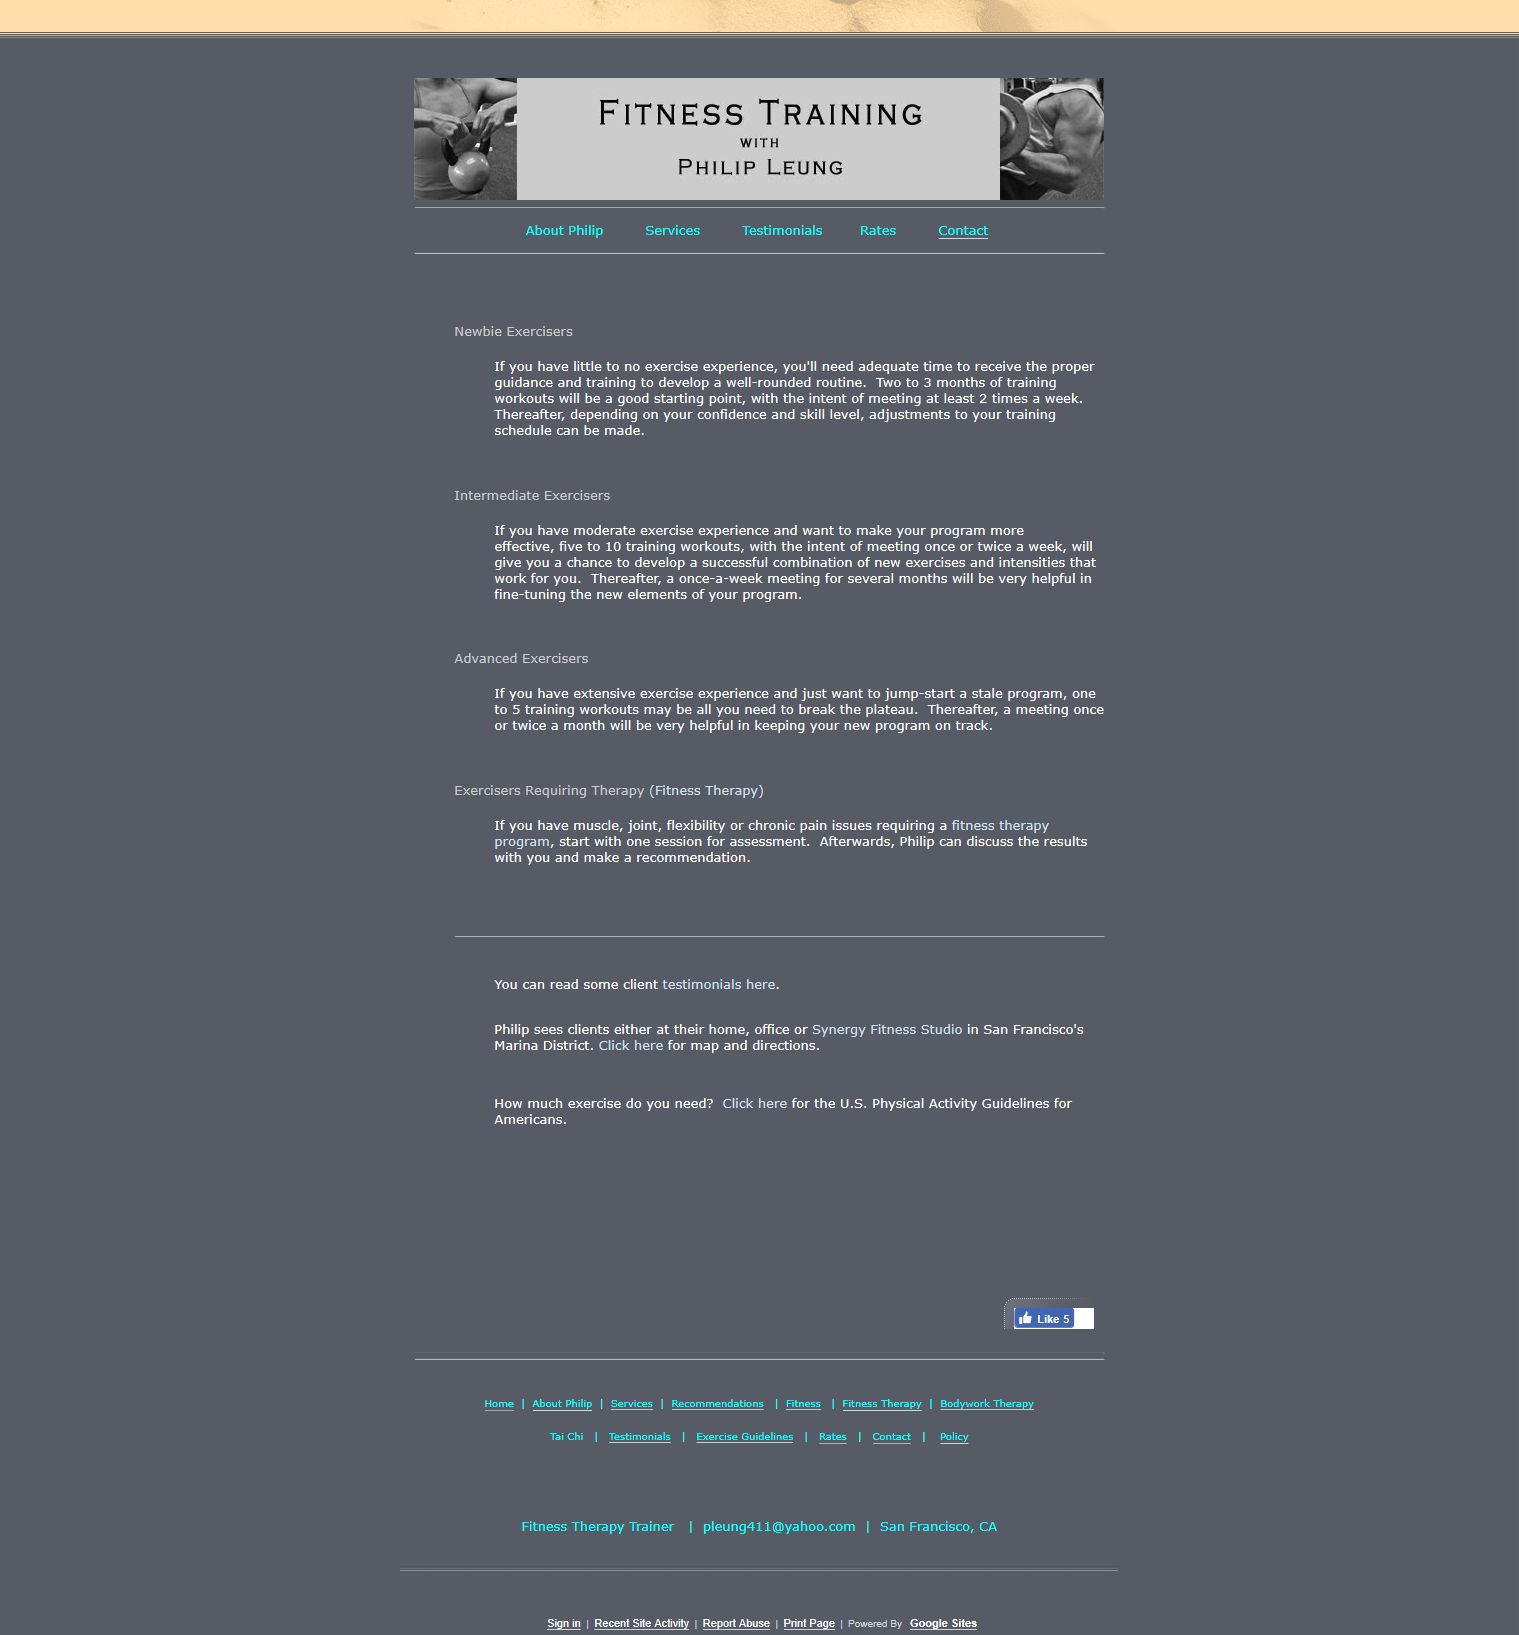 Fitness Training
with
Philip Leung
About Philip Services Testimonials Rates Contact
Newbie Exercisers
If you have little to no exercise experience, you'll need adequate time to receive the proper
guidance and training to develop a well-rounded routine.  Two to 3 months of training
workouts will be a good starting point, with the intent of meeting at least 2 times a week.
Thereafter, depending on your confidence and skill level, adjustments to your training
schedule can be made.
Intermediate Exercisers
If you have moderate exercise experience and want to make your program more
effective, five to 10 training workouts, with the intent of meeting once or twice a week, will
give you a chance to develop a successful combination of new exercises and intensities that
work for you.  Thereafter, a once-a-week meeting for several months will be very helpful in
fine-tuning the new elements of your program.
Advanced Exercisers
If you have extensive exercise experience and just want to jump-start a stale program, one
to 5 training workouts may be all you need to break the plateau.  Thereafter, a meeting once
or twice a month will be very helpful in keeping your new program on track.
Exercisers Requiring Therapy (Fitness Therapy)
If you have muscle, joint, flexibility or chronic pain issues requiring a fitness therapy
program, start with one session for assessment.  Afterwards, Philip can discuss the results
with you and make a recommendation.
You can read some client testimonials here.
Philip sees clients either at their home, office or Synergy Fitness Studio in San Francisco's
Marina District. Click here for map and directions.
How much exercise do you need?  Click here for the U.S. Physical Activity Guidelines for
Americans.
Like 5
Home | About Philip | Services | Recommendations | Fitness | Fitness Therapy | Bodywork Therapy
Tai Chi | Testimonials | Exercise Guidelines | Rates | Contact | Policy
Fitness Therapy Trainer | pleung411@yahoo.com | San Francisco, CA
Sign in | Recent Site Activity | Report Abuse | Print Page | Powered By Google Sites